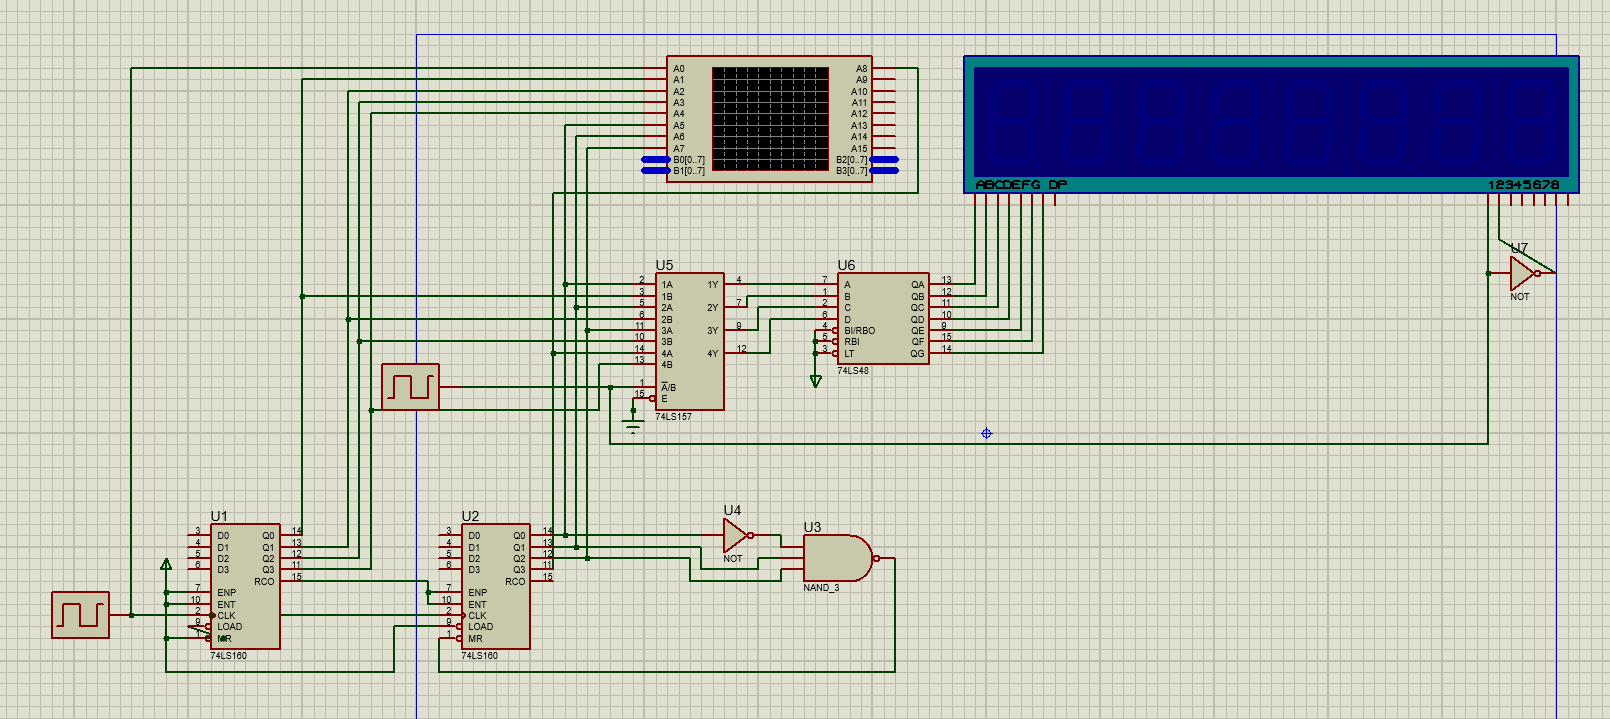 A0 A8
A1 A9
A2 A10
A3 A11
A4 A12
A5 A13
A6 A14
A7 A15
B0[0..7] B2[0..7]
B1[0..7] B3[0..7]
ABCDEFG DP 12345678
U7
NOT
U5
2 1A 1Y 4
3 1B
5 2A 2Y 7
6 2B
11 3A 3Y 9
10 3B
14 4A 4Y 12
13 4B
1 A/B
15 E
74LS157
U6
7 A QA 13
1 B QB 12
2 C QC 11
6 D QD 10
4 BI/RBO QE 9
5 RBI QF 15
3 LT QG 14
74LS48
U1
3 D0 Q0 14
4 D1 Q1 13
5 D2 Q2 12
6 D3 Q3 11
RCO 15
7 ENP
10 ENT
2 CLK
9 LOAD
1 MR
74LS160
U2
3 D0 Q0 14
4 D1 Q1 13
5 D2 Q2 12
6 D3 Q3 11
RCO 15
7 ENP
10 ENT
2 CLK
9 LOAD
1 MR
74LS160
U4
NOT
U3
NAND_3